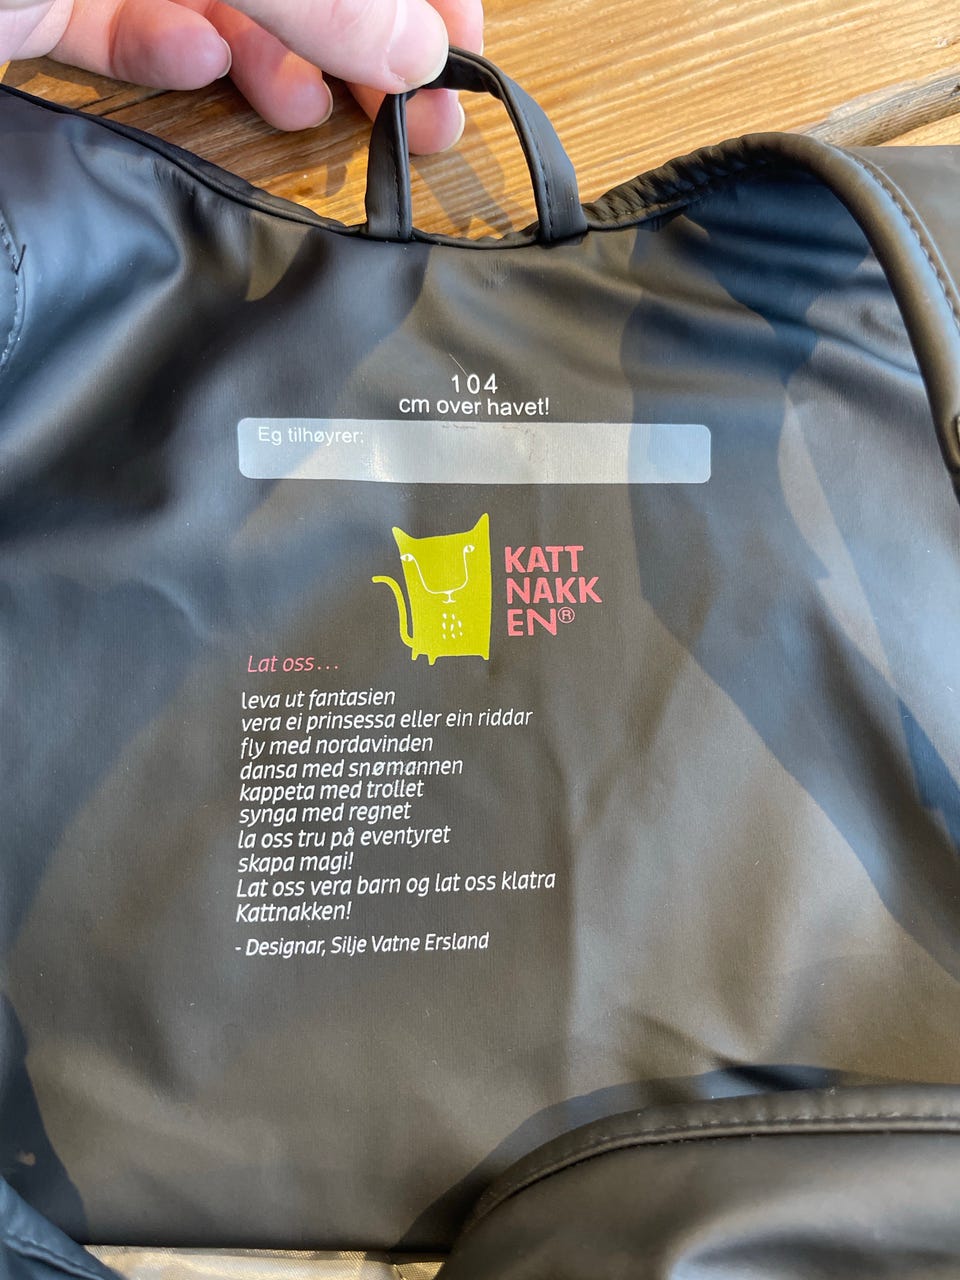 104
cm over havet!
Eg tilhøyrer:
KATT
NAKK
EN®
Lat oss...
leva ut fantasien
vera ei prinsessa eller ein riddar
fly med nordavinden
dansa med snømannen
kappeta med trollet
synga med regnet
la oss tru på eventyret
skapa magi!
Lat oss vera barn og lat oss klatra
Kattnakken!
- Designar, Silje Vatne Ersland